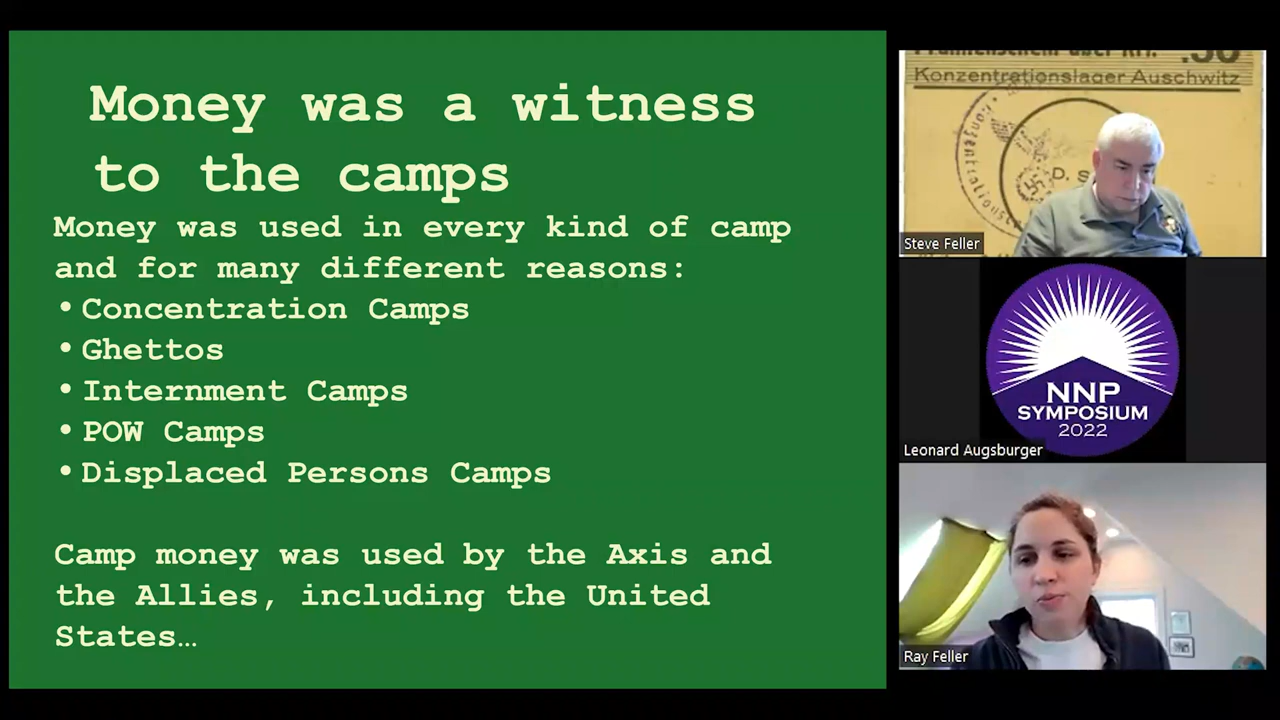 Money was a witness
to the camps
Money was used in every kind of camp
and for many different reasons:
• Concentration Camps
• Ghettos
• Internment Camps
• POW Camps
• Displaced Persons Camps
Camp money was used by the Axis and
the Allies, including the United
States…
Konzentrationslager Auschwitz
Steve Feller
NNP
SYMPOSIUM
2022
Leonard Augsburger
Ray Feller